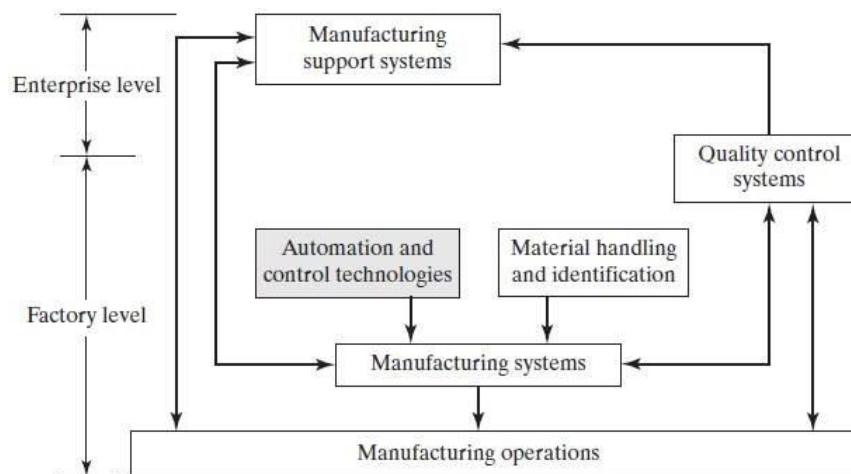 Manufacturing
support systems
Enterprise level
Quality control
systems
Automation and
control technologies
Material handling
and identification
Factory level
Manufacturing systems
Manufacturing operations